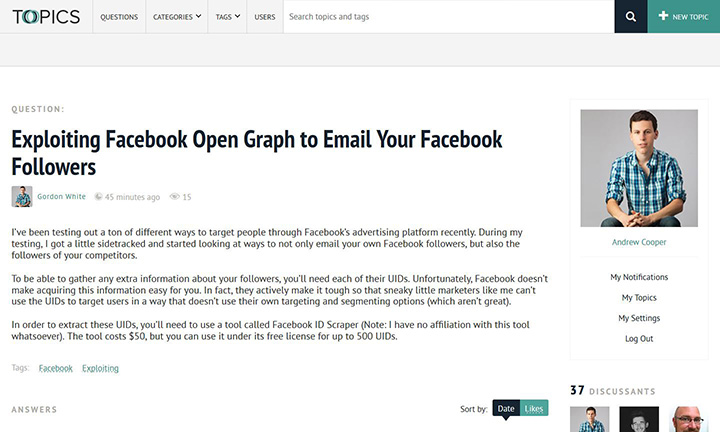 TOPICS
QUESTIONS
CATEGORIES
TAGS
USERS
Search topics and tags
NEW TOPIC
QUESTION:
Exploiting Facebook Open Graph to Email Your Facebook
Followers
Gordon White
45 minutes ago
15
I've been testing out a ton of different ways to target people through Facebook's advertising platform recently. During my
testing, I got a little sidetracked and started looking at ways to not only email your own Facebook followers, but also the
followers of your competitors.
To be able to gather any extra information about your followers, you'll need each of their UIDs. Unfortunately, Facebook doesn't
make acquiring this information easy for you. In fact, they actively make it tough so that sneaky little marketers like me can't
use the UIDs to target users in a way that doesn't use their own targeting and segmenting options (which aren't great).
In order to extract these UIDs, you'll need to use a tool called Facebook ID Scraper (Note: I have no affiliation with this tool
whatsoever). The tool costs $50, but you can use it under its free license for up to 500 UIDs.
Tags: Facebook Exploiting
ANSWERS
Sort by: Date Likes
Andrew Cooper
My Notifications
My Topics
My Settings
Log Out
37 DISCUSSANTS